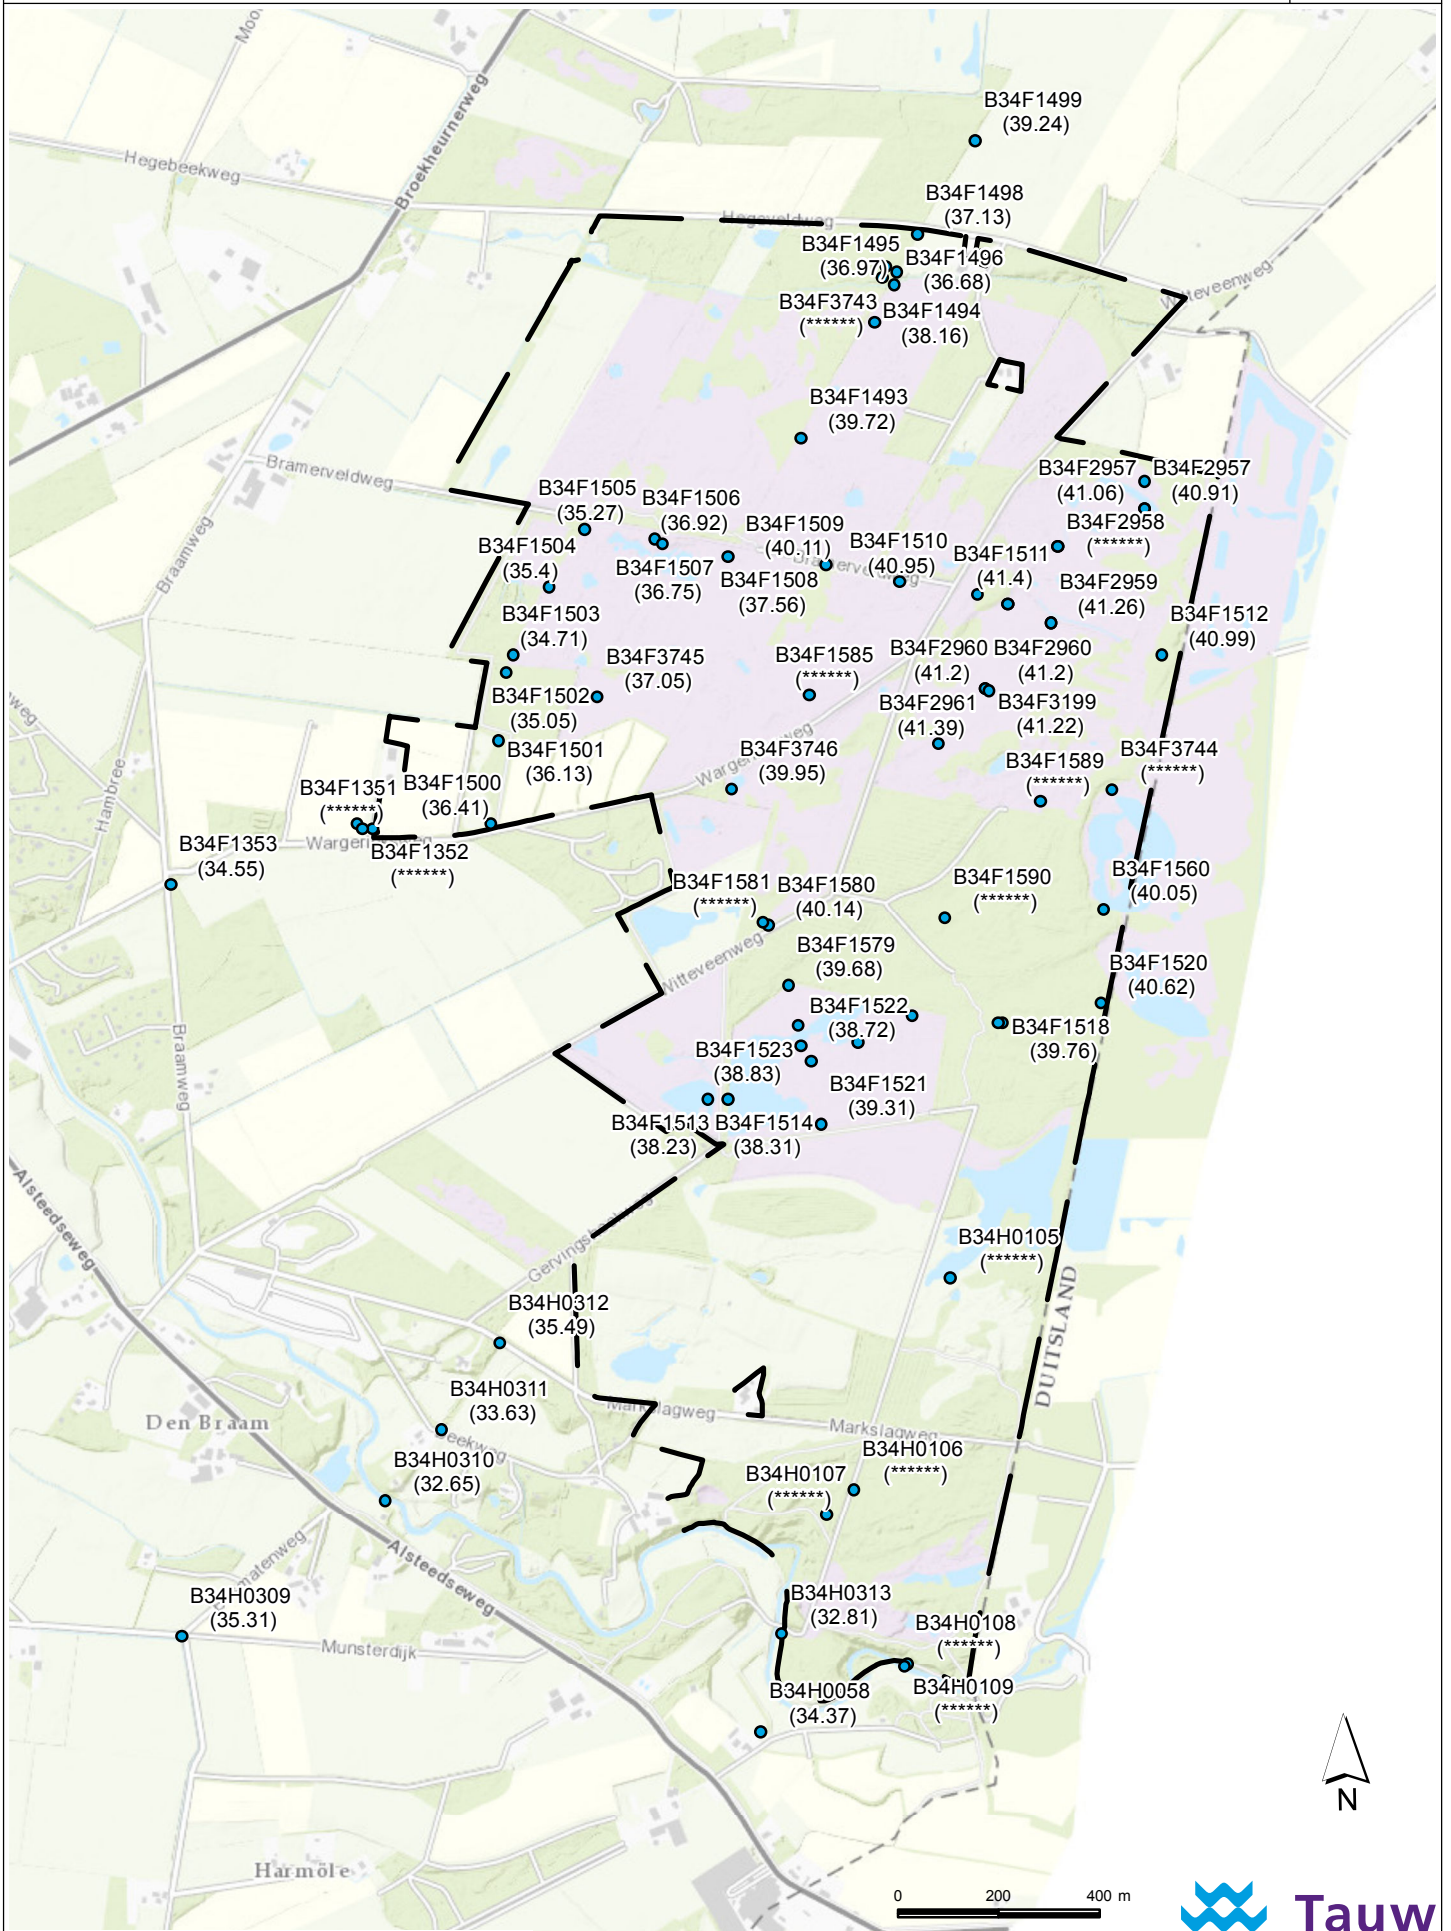 B34F1499
(39.24)
Hegebeekweg
Broekheurnerweg
B34F1498
(37.13)
Hegeveldweg
B34F1495
(36.97)
B34F1496
(36.68)
Witteveenweg
B34F3743
(******)
B34F1494
(38.16)
B34F1493
(39.72)
Bramerveldweg
B34F2957
(41.06)
B34F2957
(40.91)
B34F1505
(35.27)
B34F1506
(36.92)
B34F1509
(40.11)
B34F2958
(******)
B34F1504
(35.4)
B34F1510
(40.95)
B34F1511
(41.4)
Bramerveldweg
B34F1507
(36.75)
B34F1508
(37.56)
B34F2959
(41.26)
Braamweg
B34F1503
(34.71)
B34F1512
(40.99)
B34F3745
(37.05)
B34F1585
(******)
B34F2960
(41.2)
B34F2960
(41.2)
B34F1502
(35.05)
B34F2961
(41.39)
B34F3199
(41.22)
weg
B34F1501
(36.13)
B34F3746
(39.95)
B34F3744
(******)
B34F1589
(******)
Hambree
B34F1351
(******)
B34F1500
(36.41)
B34F1353
(34.55)
B34F1352
(******)
B34F1581
(******)
B34F1580
(40.14)
B34F1590
(******)
B34F1560
(40.05)
Witteveenweg
B34F1579
(39.68)
B34F1520
(40.62)
B34F1522
(38.72)
B34F1518
(39.76)
Braamweg
B34F1523
(38.83)
B34F1521
(39.31)
B34F1513
(38.23)
B34F1514
(38.31)
Alsteedseweg
B34H0105
(******)
DUITSLAND
B34H0312
(35.49)
B34H0311
(33.63)
Markslagweg
Markslagweg
Den Braam
Beekweg
B34H0310
(32.65)
B34H0106
(******)
B34H0107
(******)
Alsteedseweg
B34H0309
(35.31)
B34H0313
(32.81)
Munsterdijk
B34H0108
(******)
B34H0058
(34.37)
B34H0109
(******)
N
Harmöle
0 200 400 m
Tauw